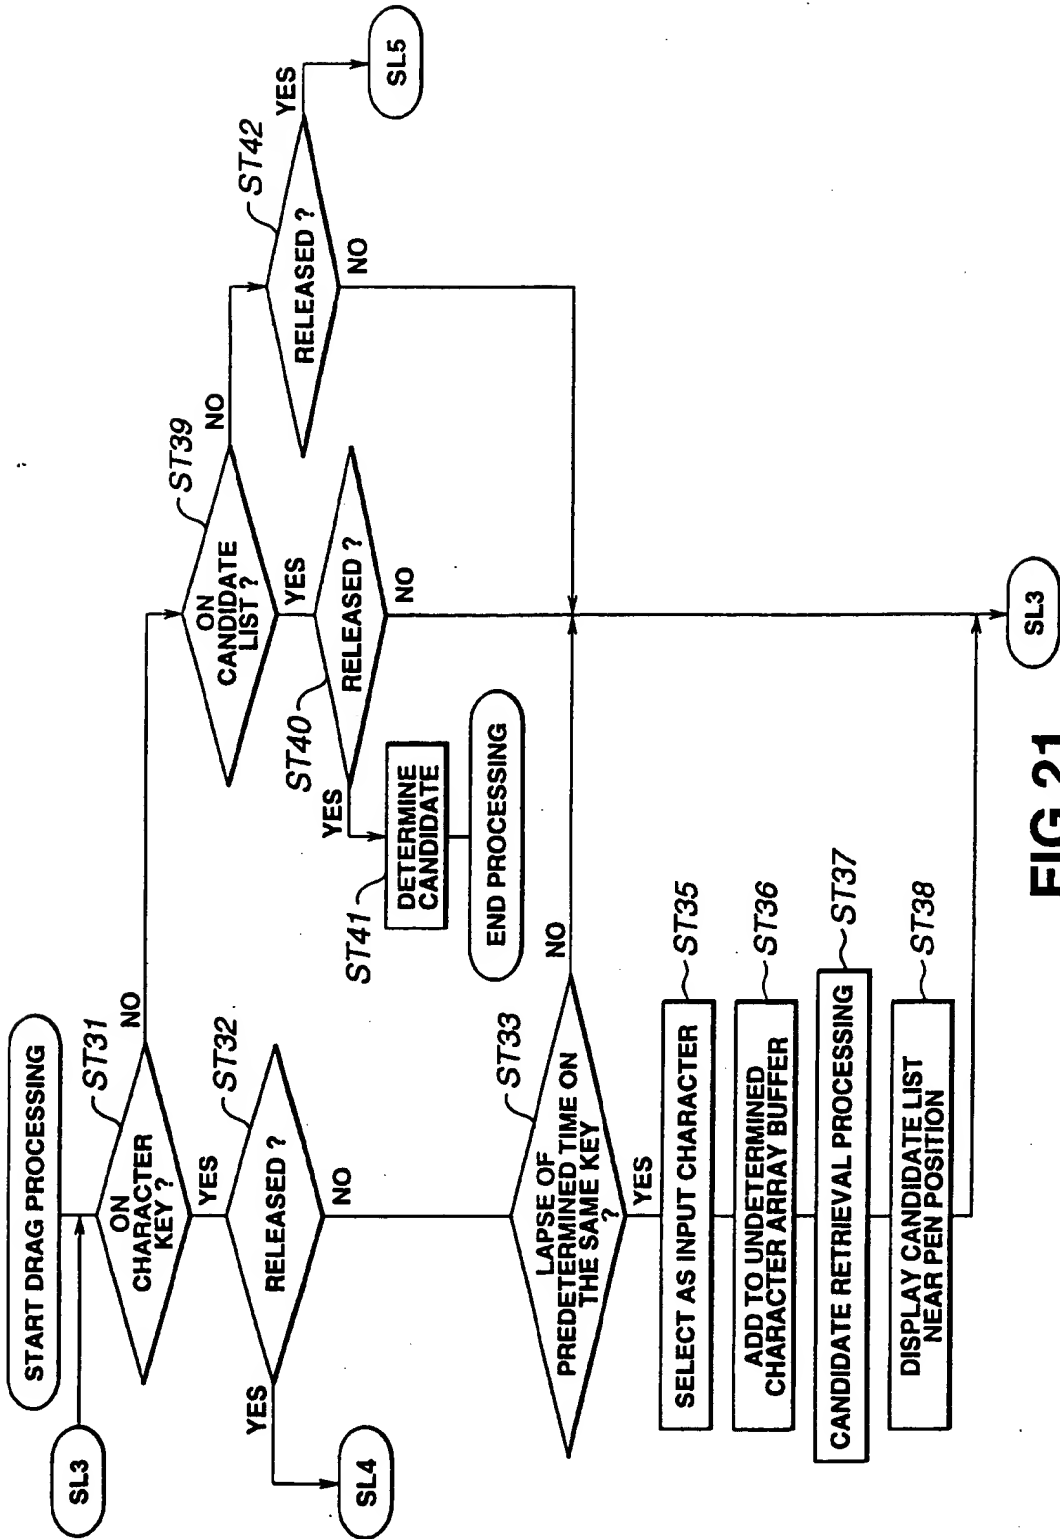 START DRAG PROCESSING
SL3
ST31
ON
CHARACTER
KEY ?
NO
YES
ST32
RELEASED ?
YES
SL4
NO
ST33
LAPSE OF
PREDETERMINED TIME ON
THE SAME KEY
?
NO
YES
SELECT AS INPUT CHARACTER
ST35
ADD TO UNDETERMINED
CHARACTER ARRAY BUFFER
ST36
CANDIDATE RETRIEVAL PROCESSING
ST37
DISPLAY CANDIDATE LIST
NEAR PEN POSITION
ST38
ST39
ON
CANDIDATE
LIST ?
NO
YES
ST40
RELEASED ?
YES
NO
ST41
DETERMINE
CANDIDATE
END PROCESSING
ST42
RELEASED ?
YES
NO
SL5
SL3
FIG.21